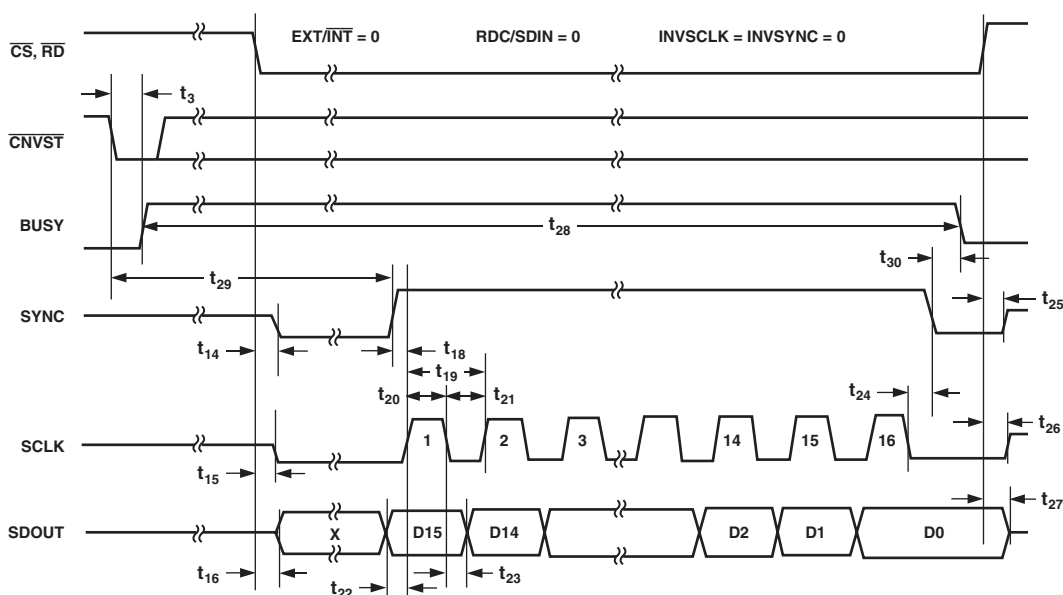 EXT/INT = 0 RDC/SDIN = 0 INVSCLK = INVSYNC = 0
CS, RD
t3
CNVST
BUSY
t28
t30
t29
t25
SYNC
t14
t18
t19
t20
t21
t24
t26
SCLK
1 2 3 14 15 16
t15
t27
SDOUT
X D15 D14 D2 D1 D0
t16
t22
t23